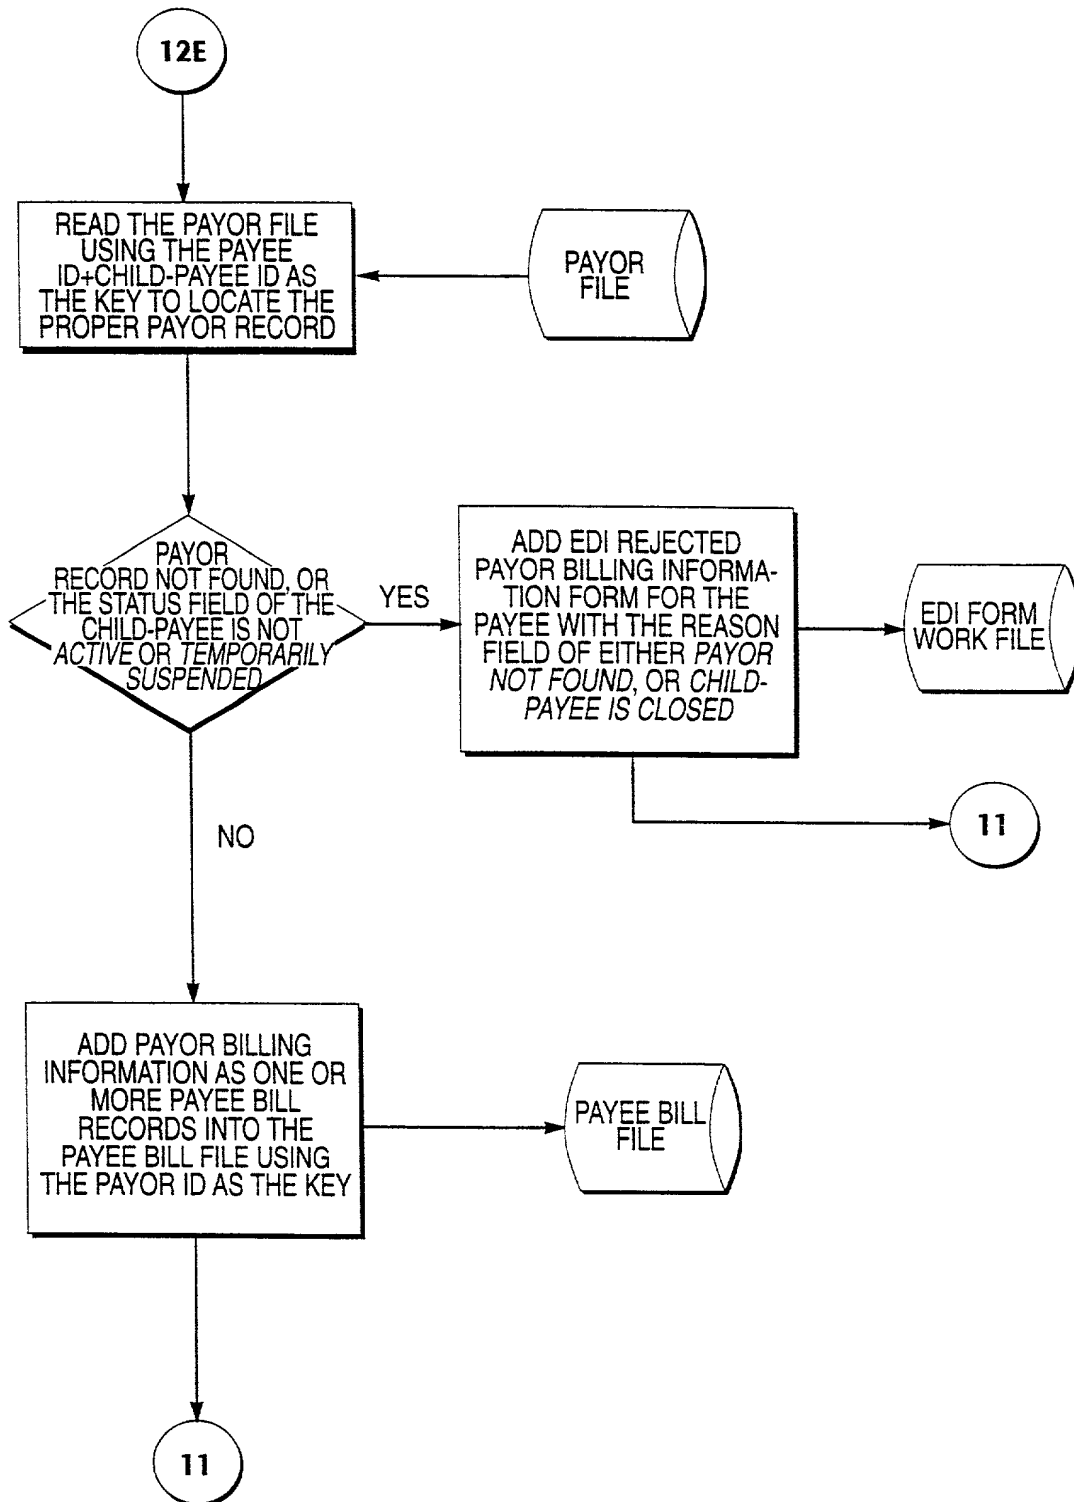 12E
READ THE PAYOR FILE
USING THE PAYEE
ID+CHILD-PAYEE ID AS
THE KEY TO LOCATE THE
PROPER PAYOR RECORD
PAYOR
FILE
PAYOR
RECORD NOT FOUND, OR
THE STATUS FIELD OF THE
CHILD-PAYEE IS NOT
ACTIVE OR TEMPORARILY
SUSPENDED
YES
ADD EDI REJECTED
PAYOR BILLING INFORMA-
TION FORM FOR THE
PAYEE WITH THE REASON
FIELD OF EITHER PAYOR
NOT FOUND, OR CHILD-
PAYEE IS CLOSED
EDI FORM
WORK FILE
11
NO
ADD PAYOR BILLING
INFORMATION AS ONE OR
MORE PAYEE BILL
RECORDS INTO THE
PAYEE BILL FILE USING
THE PAYOR ID AS THE KEY
PAYEE BILL
FILE
11